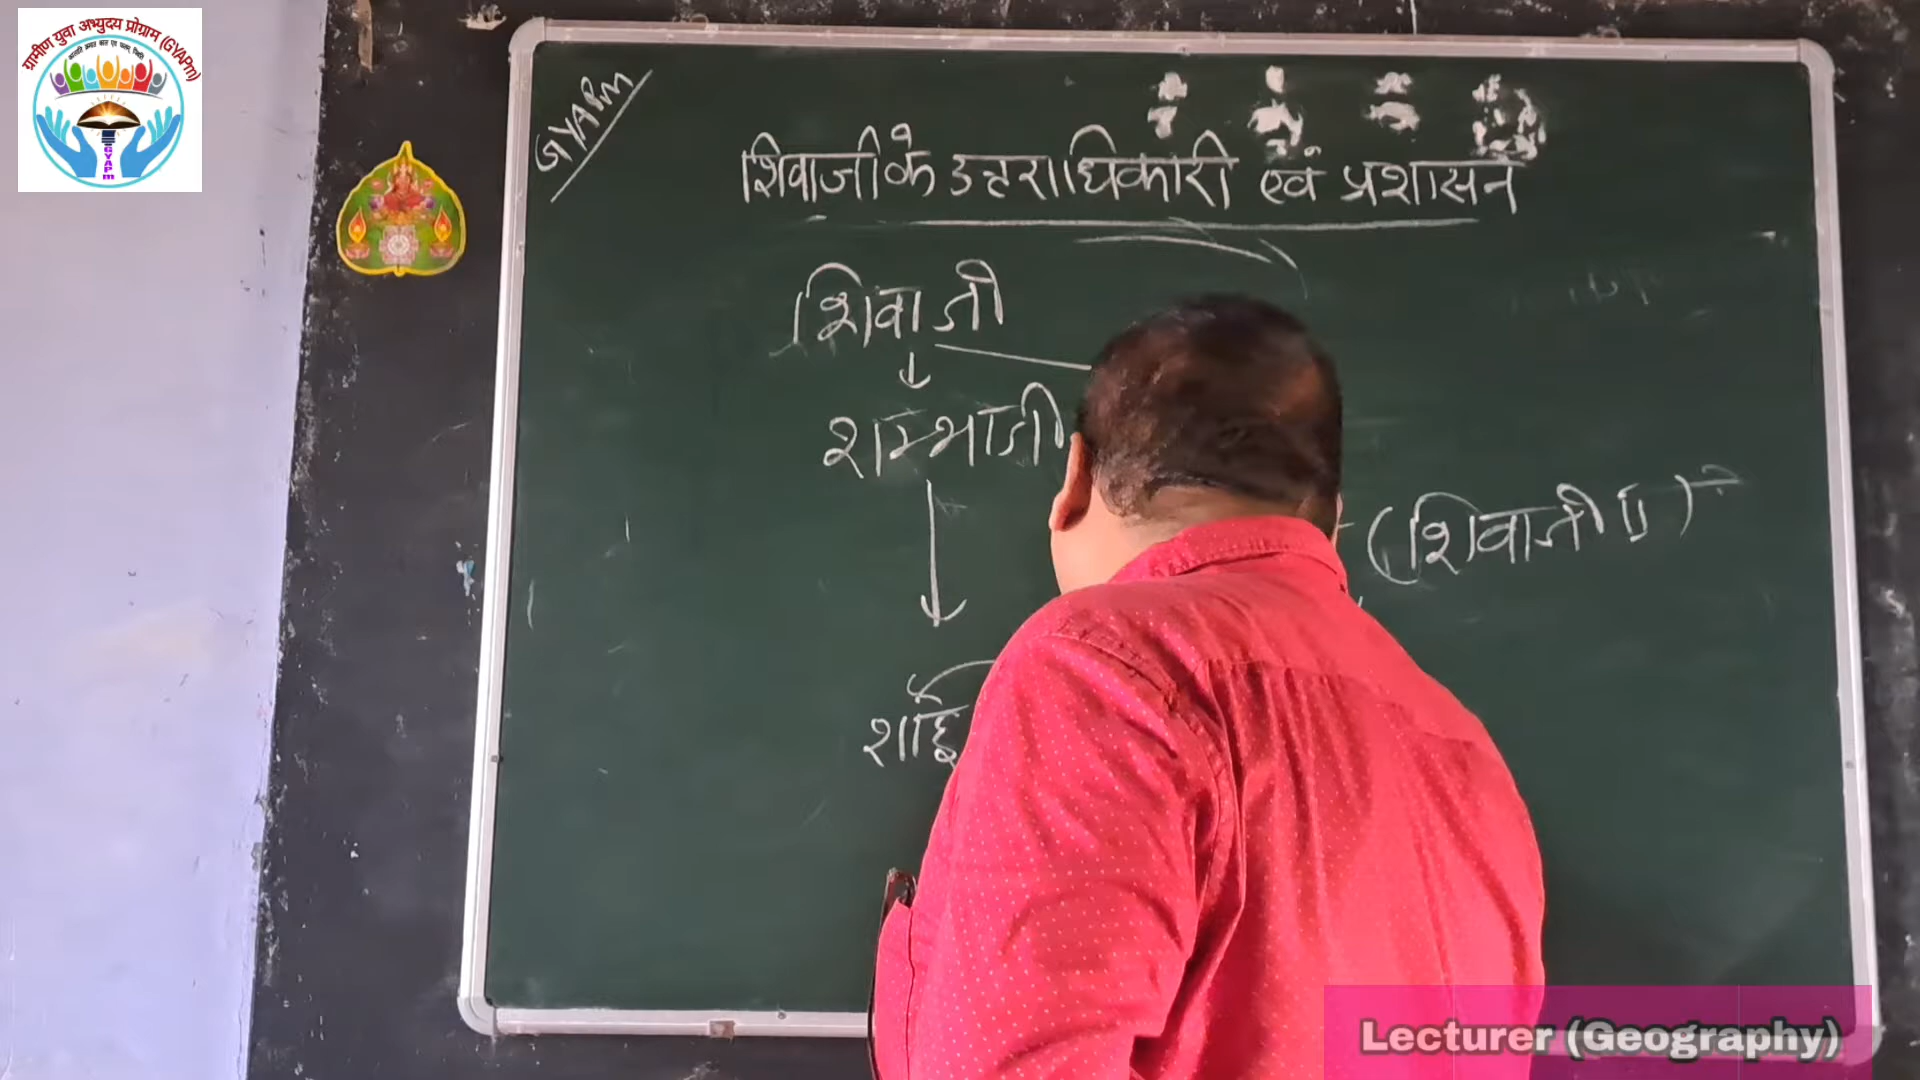 ग्रामीण युवा अभ्युदय प्रोग्राम (GYAPm)
GYAPm
GYAPm
शिवाजी के उत्तराधिकारी एवं प्रशासन
शिवाजी
शम्भाजी
(शिवाजी II)
शाहू
Lecturer (Geography)